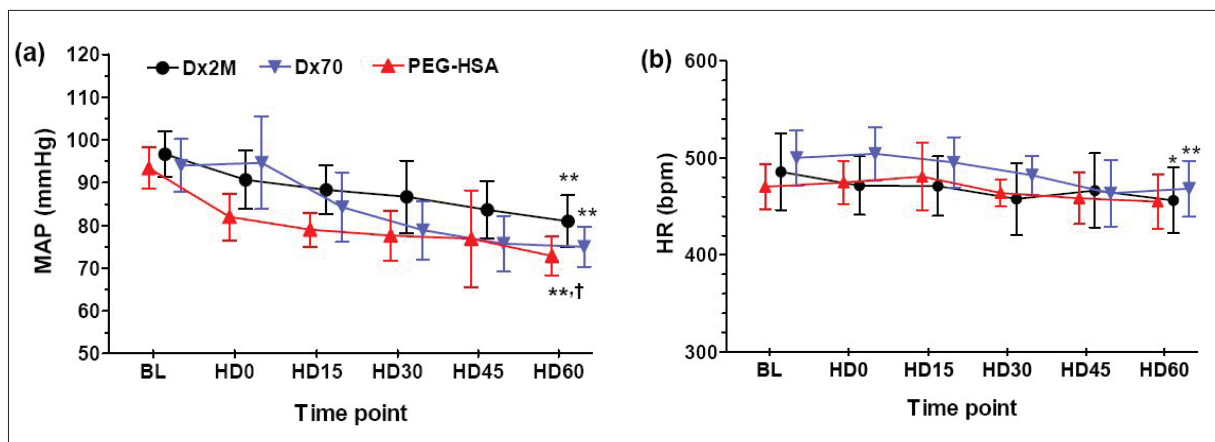 (a)
Dx2M Dx70 PEG-HSA
120
110
100
90
80
70
60
50
MAP (mmHg)
**
**
**,†
BL HD0 HD15 HD30 HD45 HD60
Time point
(b)
600
500
400
300
HR (bpm)
* **
BL HD0 HD15 HD30 HD45 HD60
Time point